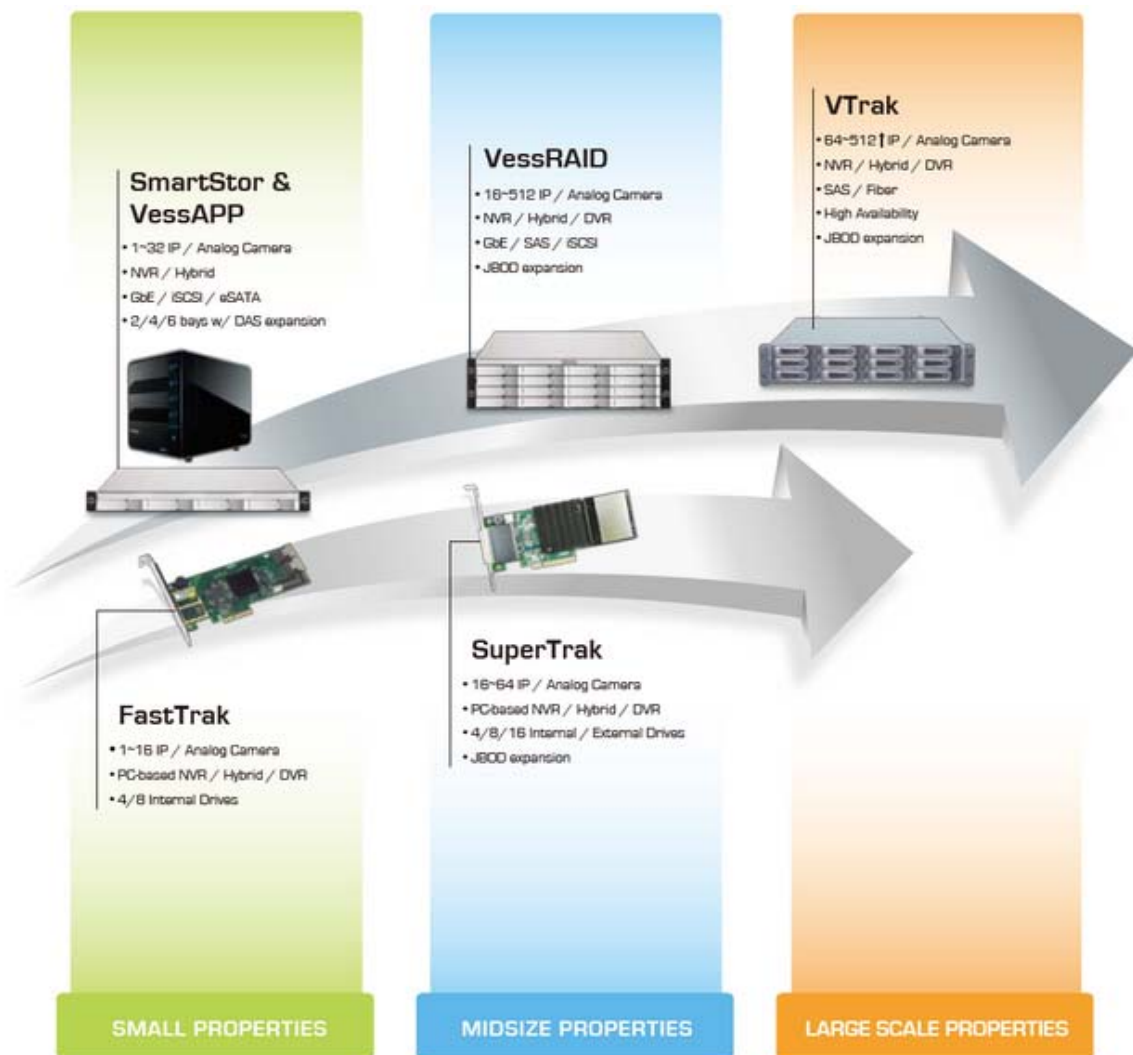 SmartStor &
VessAPP
• 1~32 IP / Analog Camera
• NVR / Hybrid
• GbE / iSCSI / eSATA
• 2/4/6 bays w/ DAS expansion
VessRAID
• 16~512 IP / Analog Camera
• NVR / Hybrid / DVR
• GbE / SAS / iSCSI
• JBOD expansion
VTrak
• 64~512↑ IP / Analog Camera
• NVR / Hybrid / DVR
• SAS / Fiber
• High Availability
• JBOD expansion
FastTrak
• 1~16 IP / Analog Camera
• PC-based NVR / Hybrid / DVR
• 4/8 Internal Drives
SuperTrak
• 16~64 IP / Analog Camera
• PC-based NVR / Hybrid / DVR
• 4/8/16 Internal / External Drives
• JBOD expansion
SMALL PROPERTIES
MIDSIZE PROPERTIES
LARGE SCALE PROPERTIES